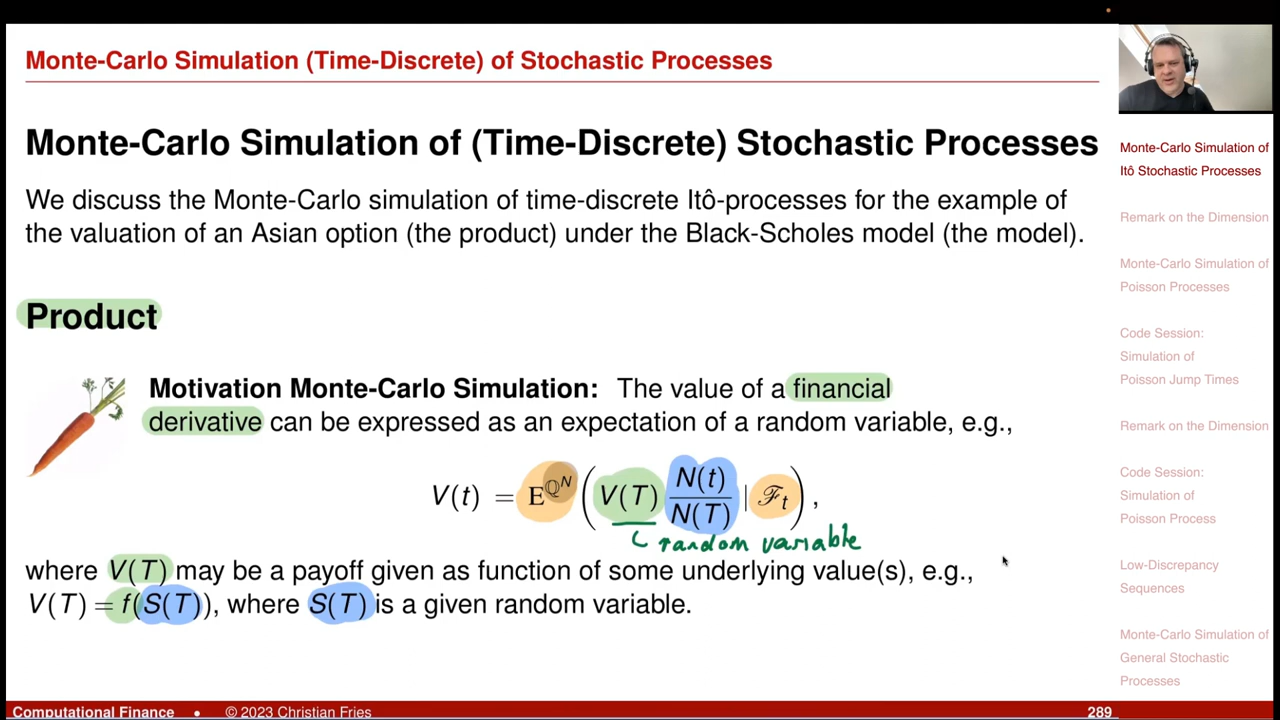 Monte-Carlo Simulation (Time-Discrete) of Stochastic Processes
Monte-Carlo Simulation of (Time-Discrete) Stochastic Processes
We discuss the Monte-Carlo simulation of time-discrete Itô-processes for the example of
the valuation of an Asian option (the product) under the Black-Scholes model (the model).
Product
Motivation Monte-Carlo Simulation: The value of a financial
derivative can be expressed as an expectation of a random variable, e.g.,
V(t) = E^{ℚ^N} ( V(T) N(t)/N(T) | ℱ_t ),
random variable
where V(T) may be a payoff given as function of some underlying value(s), e.g.,
V(T) = f(S(T)), where S(T) is a given random variable.
Computational Finance • © 2023 Christian Fries 289
Monte-Carlo Simulation of
Itô Stochastic Processes
Remark on the Dimension
Monte-Carlo Simulation of
Poisson Processes
Code Session:
Simulation of
Poisson Jump Times
Remark on the Dimension
Code Session:
Simulation of
Poisson Process
Low-Discrepancy
Sequences
Monte-Carlo Simulation of
General Stochastic
Processes